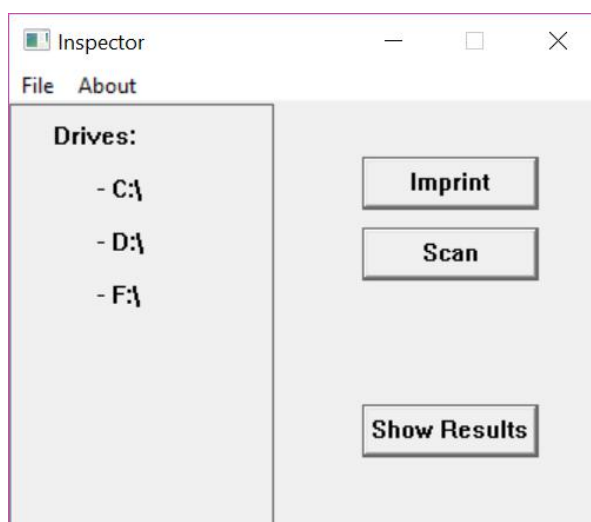 Inspector
File About
Drives:
- C:\
- D:\
- F:\
Imprint
Scan
Show Results